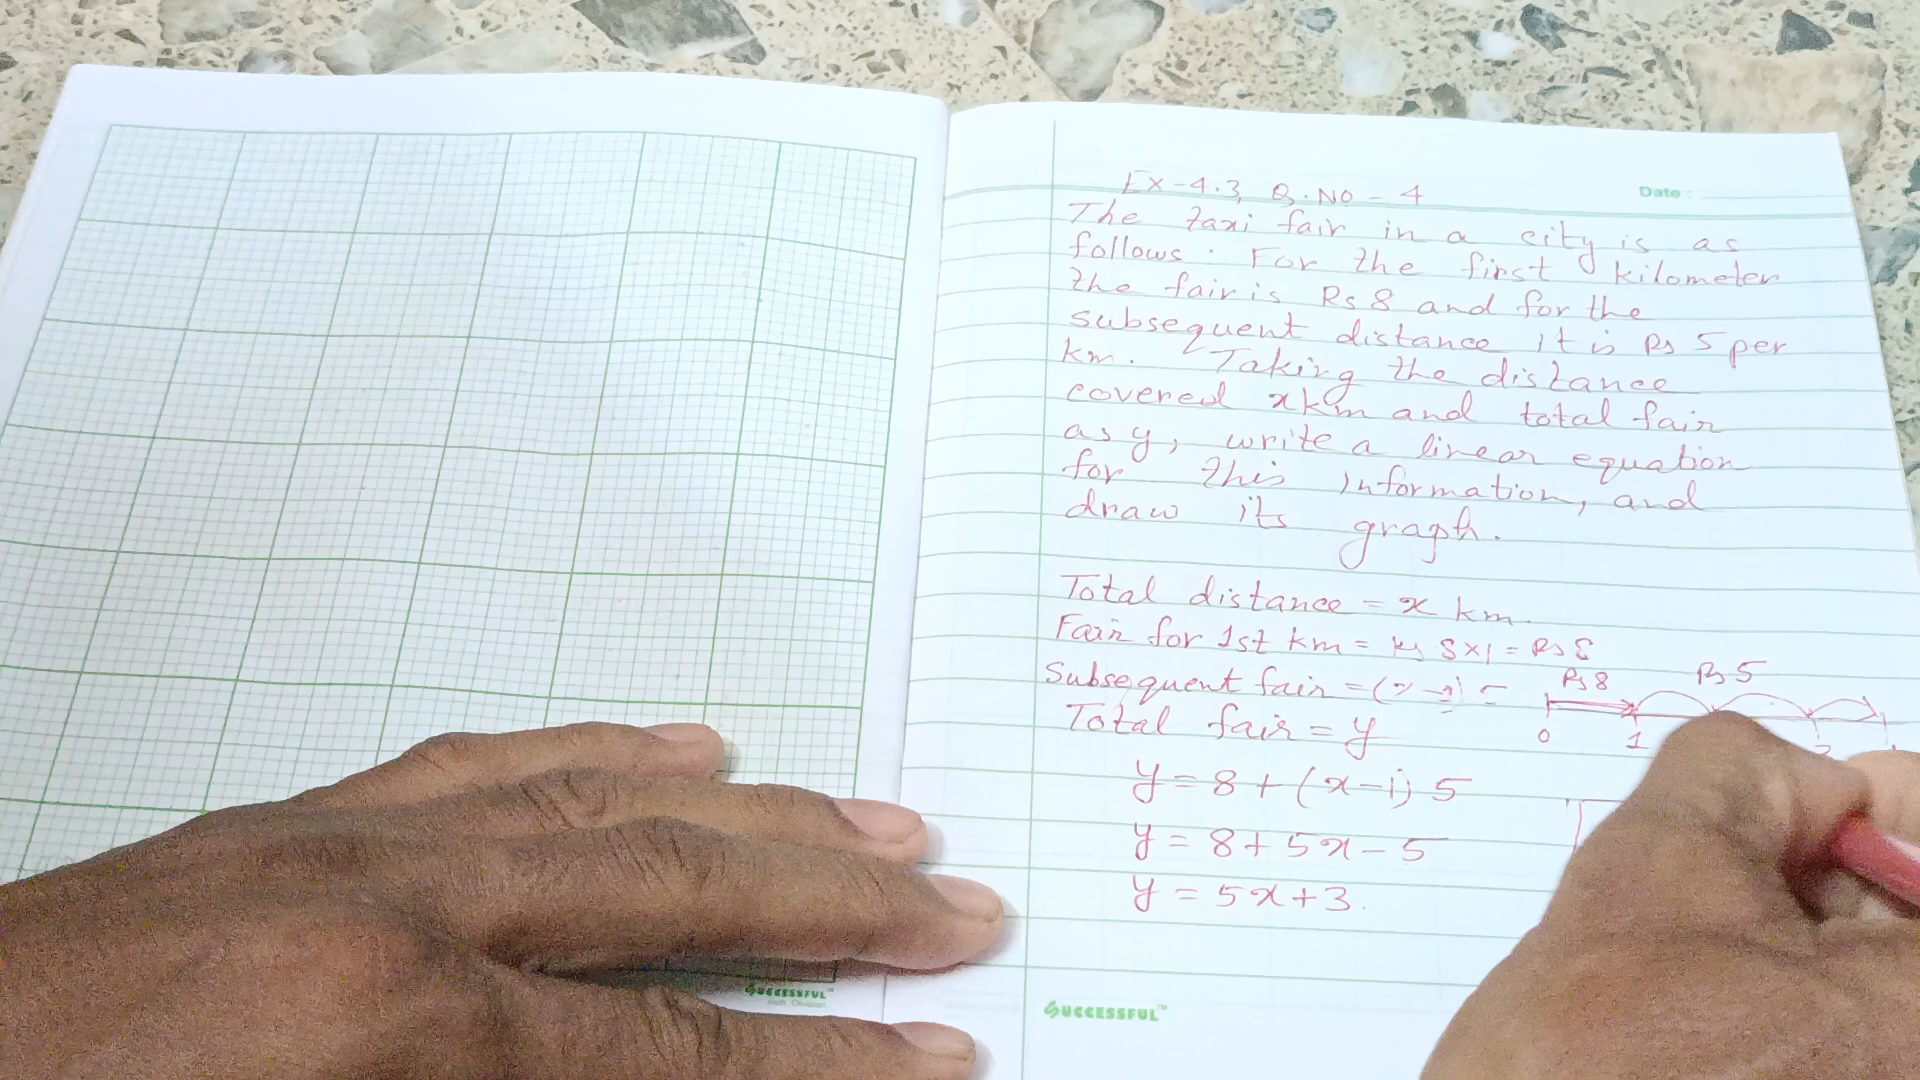 Ex-4.3, Q.No - 4
Date :
The taxi fair in a city is as
follows : For the first kilometer
the fair is Rs 8 and for the
subsequent distance it is Rs 5 per
km. Taking the distance
covered x km and total fair
as y, write a linear equation
for this information, and
draw its graph.
Total distance = x km.
Fair for 1st km = Rs 8×1 = Rs 8
Subsequent fair = (x-1) 5
Rs 8 Rs 5
0 1
Total fair = y
y = 8 + (x-1) 5
y = 8 + 5x - 5
y = 5x + 3.
SUCCESSFUL™
SUCCESSFUL™